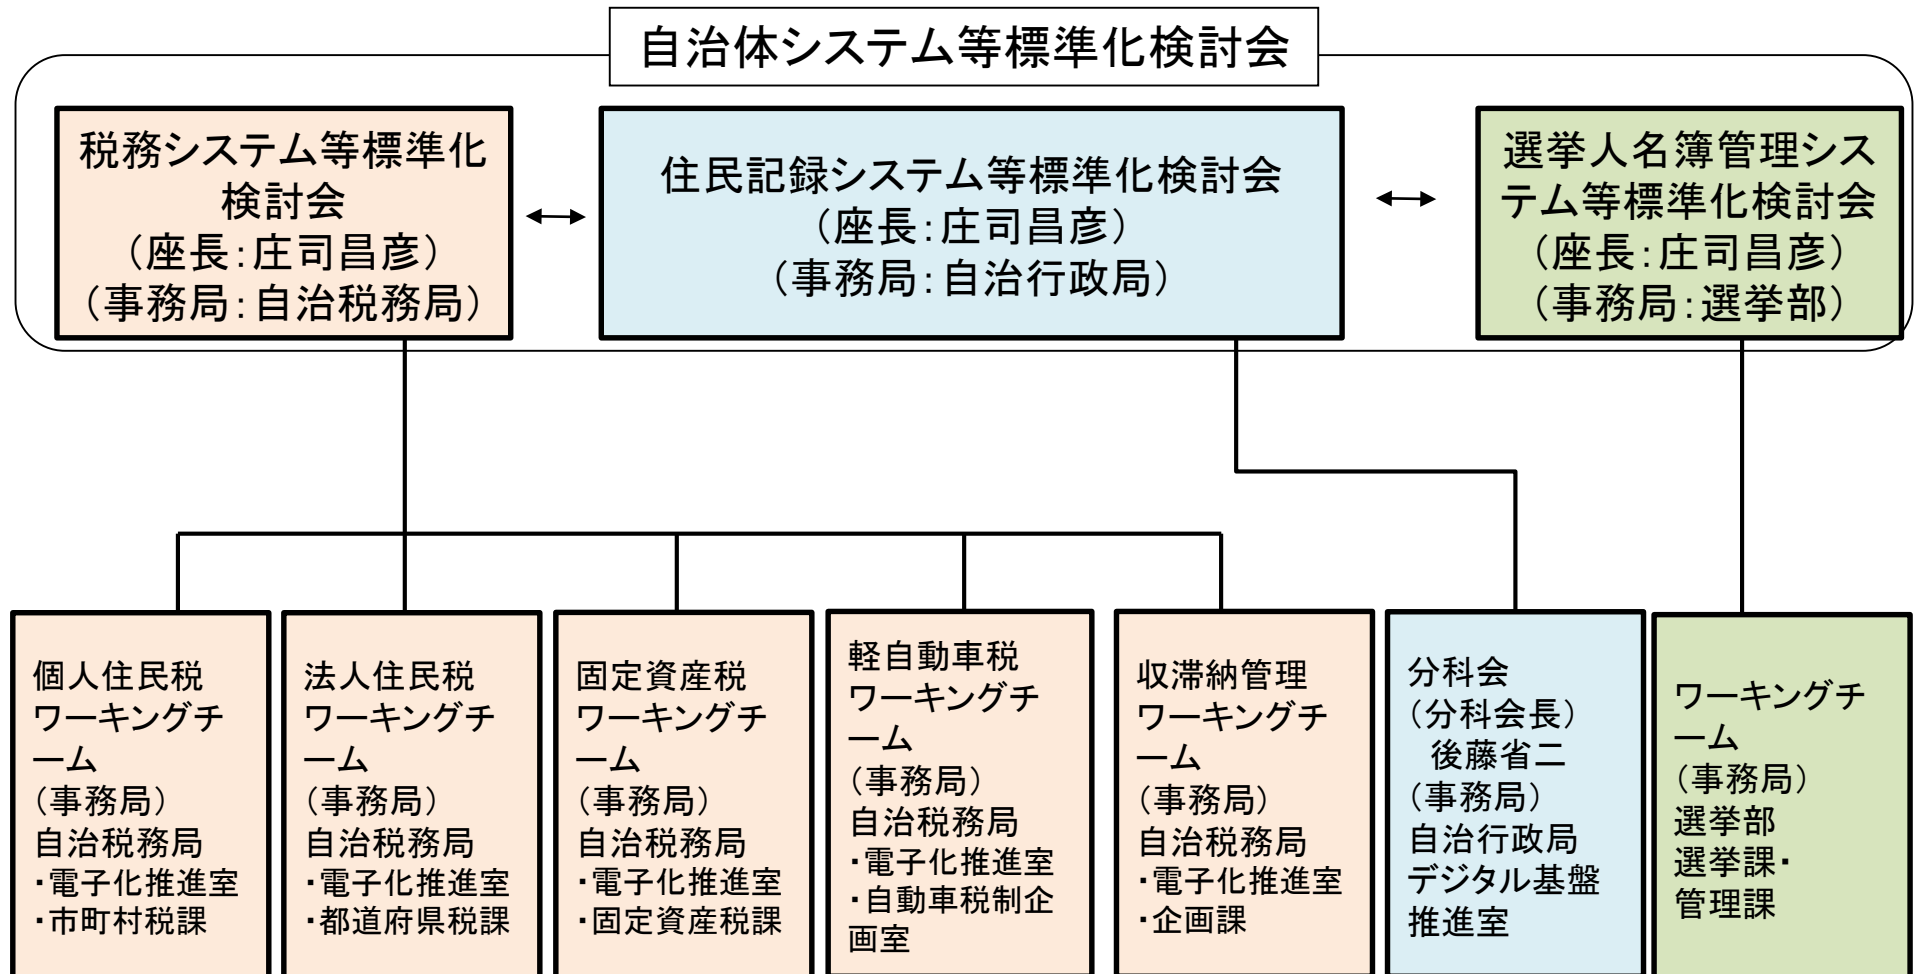 自治体システム等標準化検討会
税務システム等標準化
検討会
（座長：庄司昌彦）
（事務局：自治税務局）
住民記録システム等標準化検討会
（座長：庄司昌彦）
（事務局：自治行政局）
選挙人名簿管理シス
テム等標準化検討会
（座長：庄司昌彦）
（事務局：選挙部）
個人住民税
ワーキングチ
ーム
（事務局）
自治税務局
・電子化推進室
・市町村税課
法人住民税
ワーキングチ
ーム
（事務局）
自治税務局
・電子化推進室
・都道府県税課
固定資産税
ワーキングチ
ーム
（事務局）
自治税務局
・電子化推進室
・固定資産税課
軽自動車税
ワーキングチ
ーム
（事務局）
自治税務局
・電子化推進室
・自動車税制企
画室
収滞納管理
ワーキングチ
ーム
（事務局）
自治税務局
・電子化推進室
・企画課
分科会
（分科会長）
後藤省二
（事務局）
自治行政局
デジタル基盤
推進室
ワーキングチ
ーム
（事務局）
選挙部
選挙課・
管理課